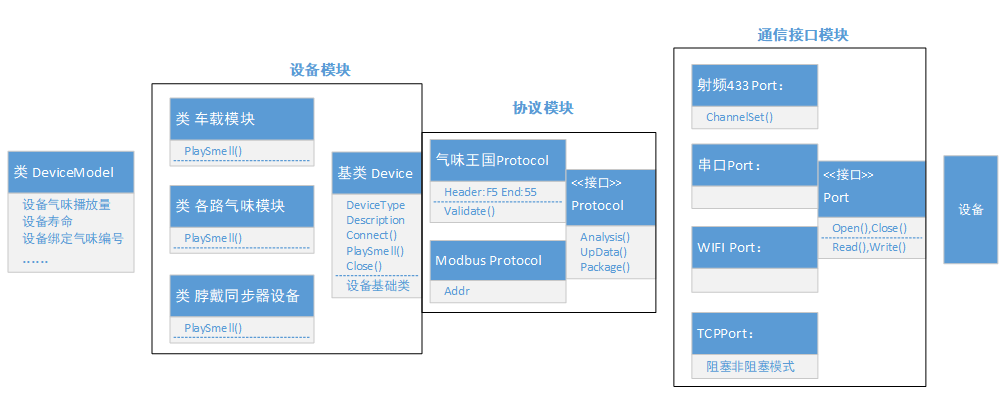 类 DeviceModel
设备气味播放量
设备寿命
设备绑定气味编号
......
设备模块
类 车载模块
PlaySmell()
类 各路气味模块
PlaySmell()
类 脖戴同步器设备
PlaySmell()
基类 Device
DeviceType
Description
Connect()
PlaySmell()
Close()
设备基础类
协议模块
气味王国Protocol
Header:F5 End:55
Validate()
Modbus Protocol
Addr
<<接口>>
Protocol
Analysis()
UpData()
Package()
通信接口模块
射频433 Port：
ChannelSet()
串口Port：
WIFI Port：
TCPPort：
阻塞非阻塞模式
<<接口>>
Port
Open(),Close()
Read(),Write()
设备